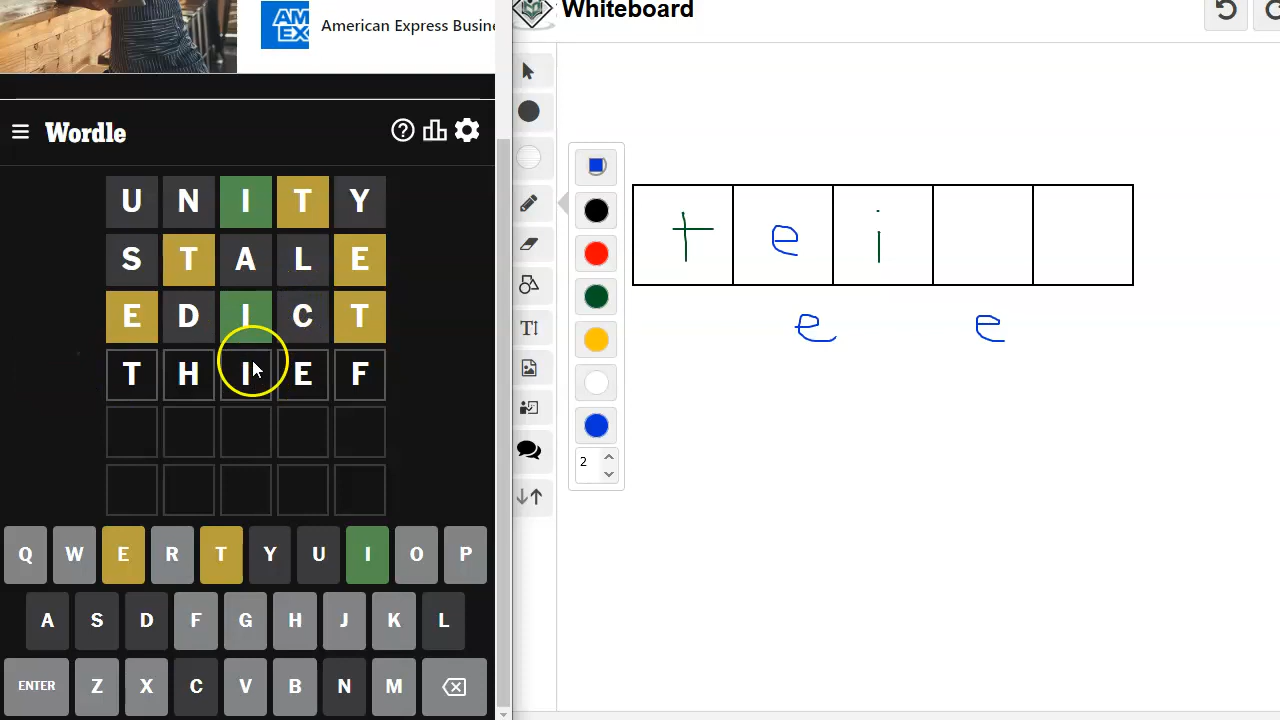 AM
EX
American Express Busine
Whiteboard
Wordle
U N I T Y
S T A L E
E D I C T
T H I E F
t e i
e e
T
2
Q W E R T Y U I O P
A S D F G H J K L
ENTER Z X C V B N M